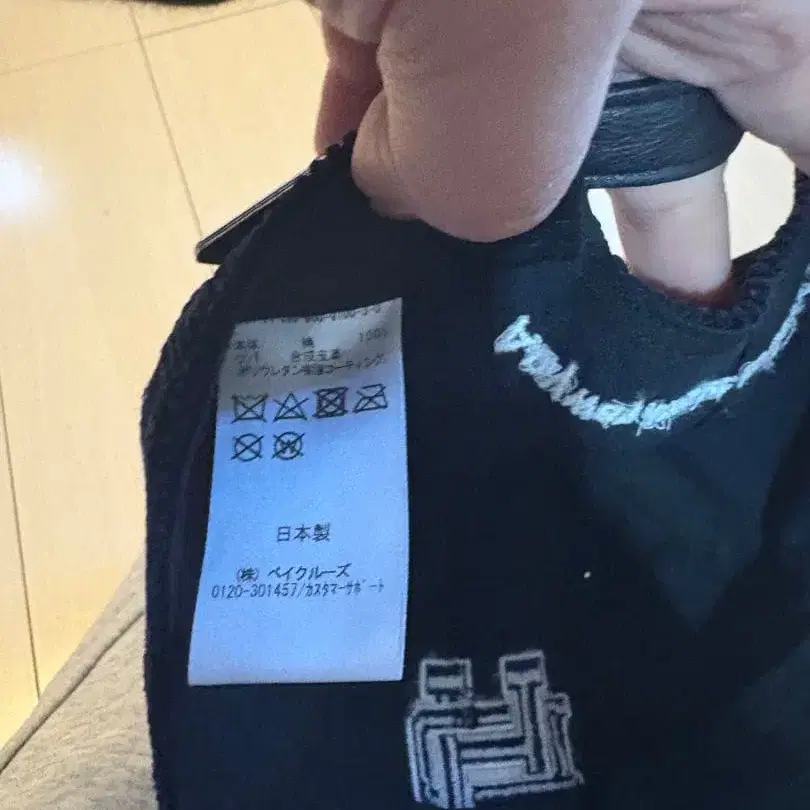 本体 綿 100%
ツバ 合成皮革
ポリウレタン樹脂コーティング
日本製
(株) ベイクルーズ
0120-301457/カスタマーサポート